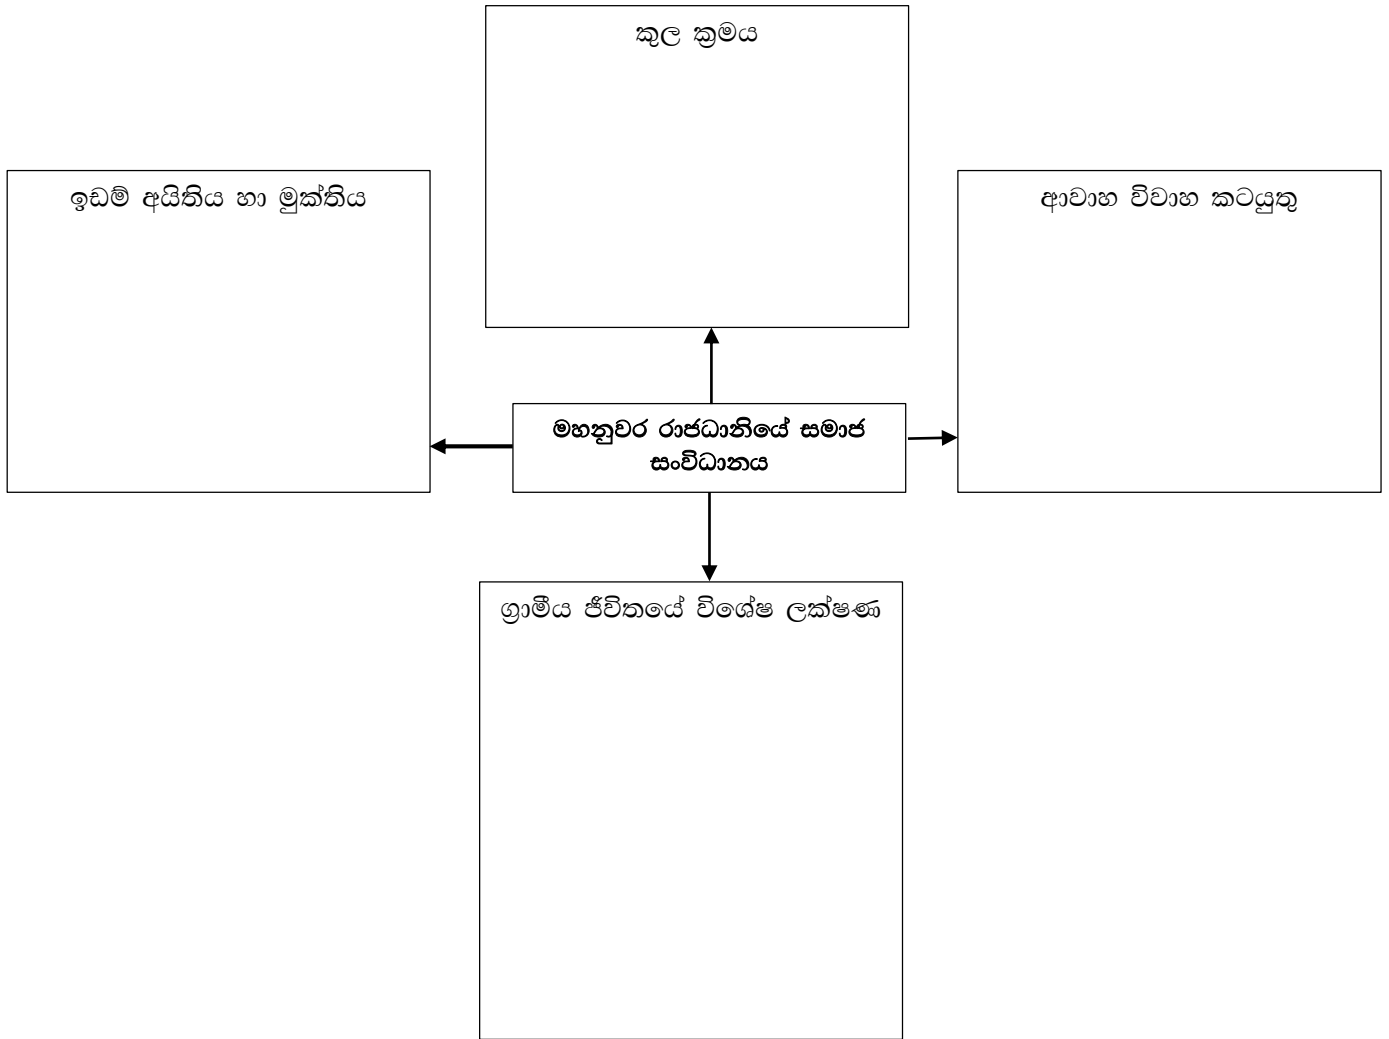 කුල ක්‍රමය
ඉඩම් අයිතිය හා මුක්තිය
ආවාහ විවාහ කටයුතු
මහනුවර රාජධානියේ සමාජ
සංවිධානය
ග්‍රාමීය ජීවිතයේ විශේෂ ලක්ෂණ